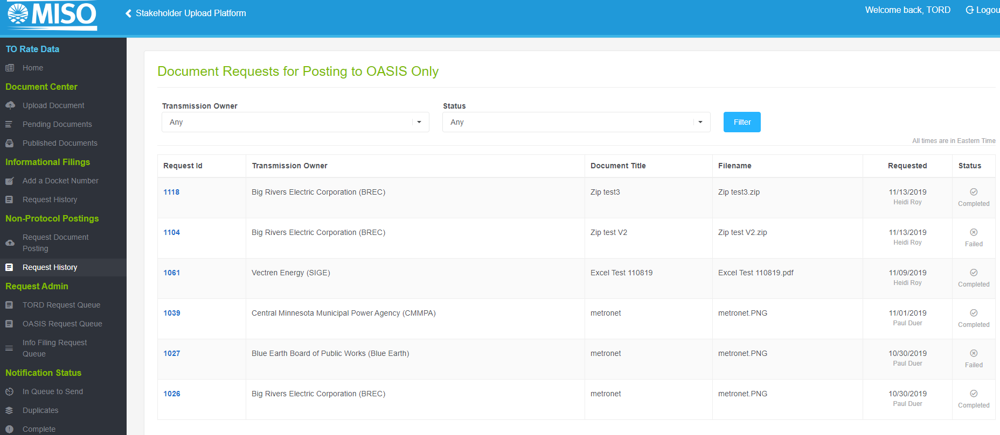 MISO
Stakeholder Upload Platform
Welcome back, TORD
Logou
TO Rate Data
Home
Document Center
Upload Document
Pending Documents
Published Documents
Informational Filings
Add a Docket Number
Request History
Non-Protocol Postings
Request Document
Posting
Request History
Request Admin
TORD Request Queue
OASIS Request Queue
Info Filing Request
Queue
Notification Status
In Queue to Send
Duplicates
Complete
Document Requests for Posting to OASIS Only
Transmission Owner Status
Any Any Filter
All times are in Eastern Time
Request Id Transmission Owner Document Title Filename Requested Status
1118 Big Rivers Electric Corporation (BREC) Zip test3 Zip test3.zip 11/13/2019
Heidi Roy Completed
1104 Big Rivers Electric Corporation (BREC) Zip test V2 Zip test V2.zip 11/13/2019
Heidi Roy Failed
1061 Vectren Energy (SIGE) Excel Test 110819 Excel Test 110819.pdf 11/09/2019
Heidi Roy Completed
1039 Central Minnesota Municipal Power Agency (CMMPA) metronet metronet.PNG 11/01/2019
Paul Duer Completed
1027 Blue Earth Board of Public Works (Blue Earth) metronet metronet.PNG 10/30/2019
Paul Duer Failed
1026 Big Rivers Electric Corporation (BREC) metronet metronet.PNG 10/30/2019
Paul Duer Completed